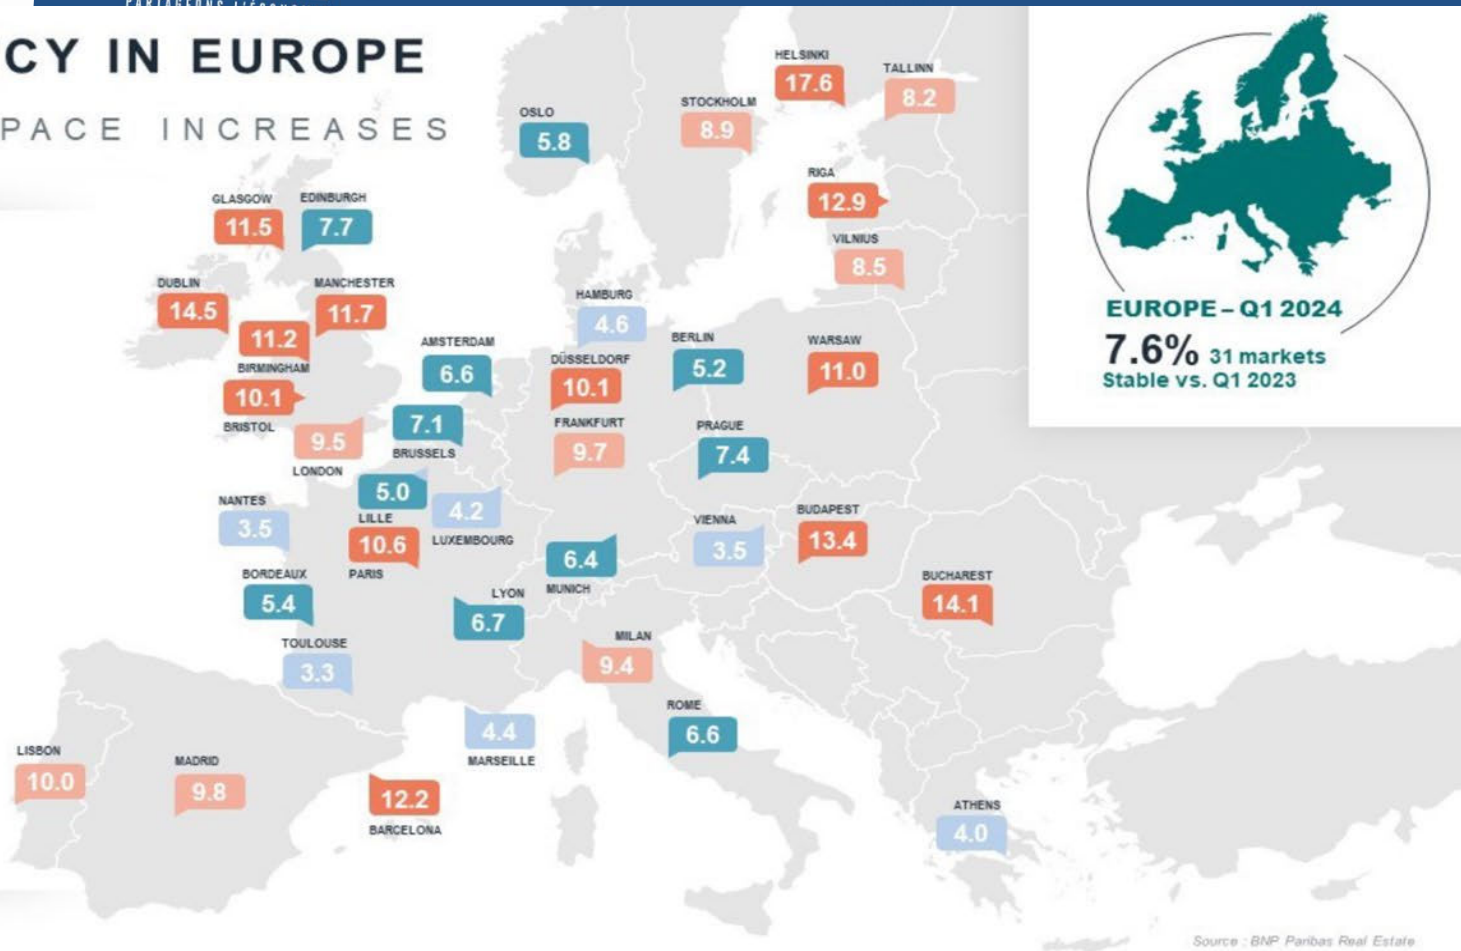 PARTAGEONS
CY IN EUROPE
PACE INCREASES
HELSINKI
17.6
TALLINN
8.2
STOCKHOLM
8.9
OSLO
5.8
RIGA
12.9
VILNIUS
8.5
GLASGOW
11.5
EDINBURGH
7.7
DUBLIN
14.5
MANCHESTER
11.7
11.2
BIRMINGHAM
10.1
BRISTOL
9.5
LONDON
HAMBURG
4.6
AMSTERDAM
6.6
DÜSSELDORF
10.1
BERLIN
5.2
WARSAW
11.0
7.1
BRUSSELS
FRANKFURT
9.7
PRAGUE
7.4
NANTES
3.5
5.0
LILLE
10.6
PARIS
4.2
LUXEMBOURG
6.4
MUNICH
VIENNA
3.5
BUDAPEST
13.4
BUCHAREST
14.1
BORDEAUX
5.4
LYON
6.7
TOULOUSE
3.3
MILAN
9.4
ROME
6.6
4.4
MARSEILLE
LISBON
10.0
MADRID
9.8
12.2
BARCELONA
ATHENS
4.0
EUROPE – Q1 2024
7.6% 31 markets
Stable vs. Q1 2023
Source : BNP Paribas Real Estate